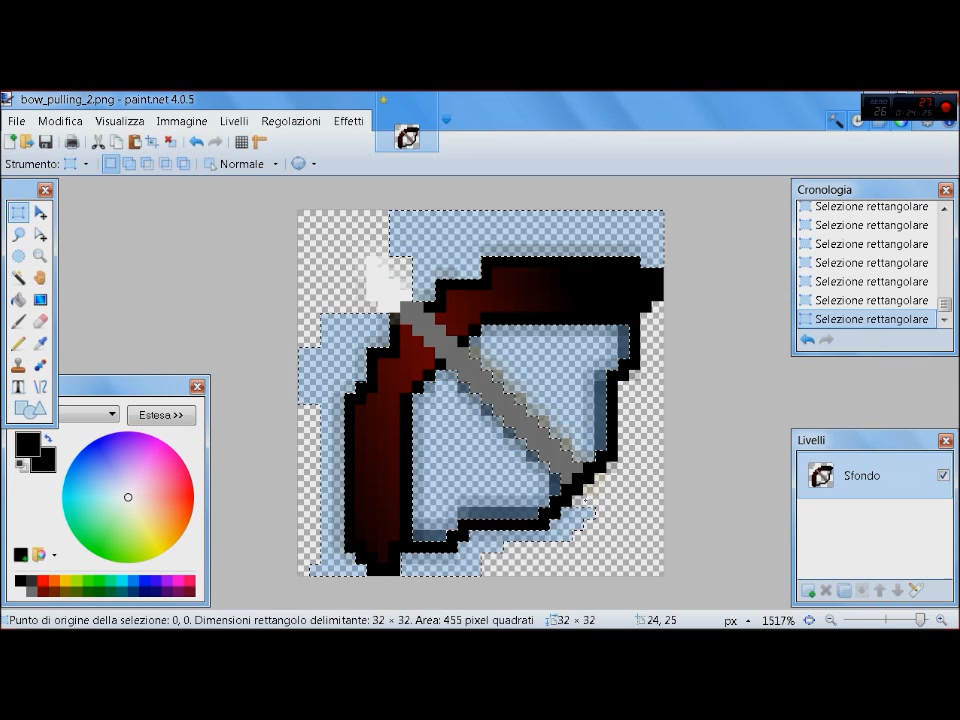 bow_pulling_2.png - paint.net 4.0.5
File Modifica Visualizza Immagine Livelli Regolazioni Effetti
Strumento: Normale
Cronologia
Selezione rettangolare
Selezione rettangolare
Selezione rettangolare
Selezione rettangolare
Selezione rettangolare
Selezione rettangolare
Selezione rettangolare
Estesa >>
Livelli
Sfondo
Punto di origine della selezione: 0, 0. Dimensioni rettangolo delimitante: 32 × 32. Area: 455 pixel quadrati 32 × 32 24, 25 px 1517%